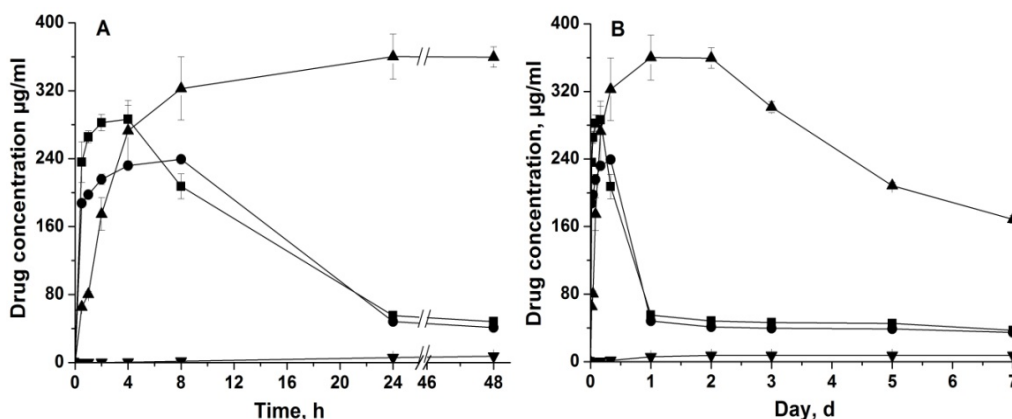 A
Drug concentration µg/ml
400
320
240
160
80
0
0 4 8 12 16 20 24 46 48
Time, h
B
Drug concentration, µg/ml
400
320
240
160
80
0
0 1 2 3 4 5 6 7
Day, d